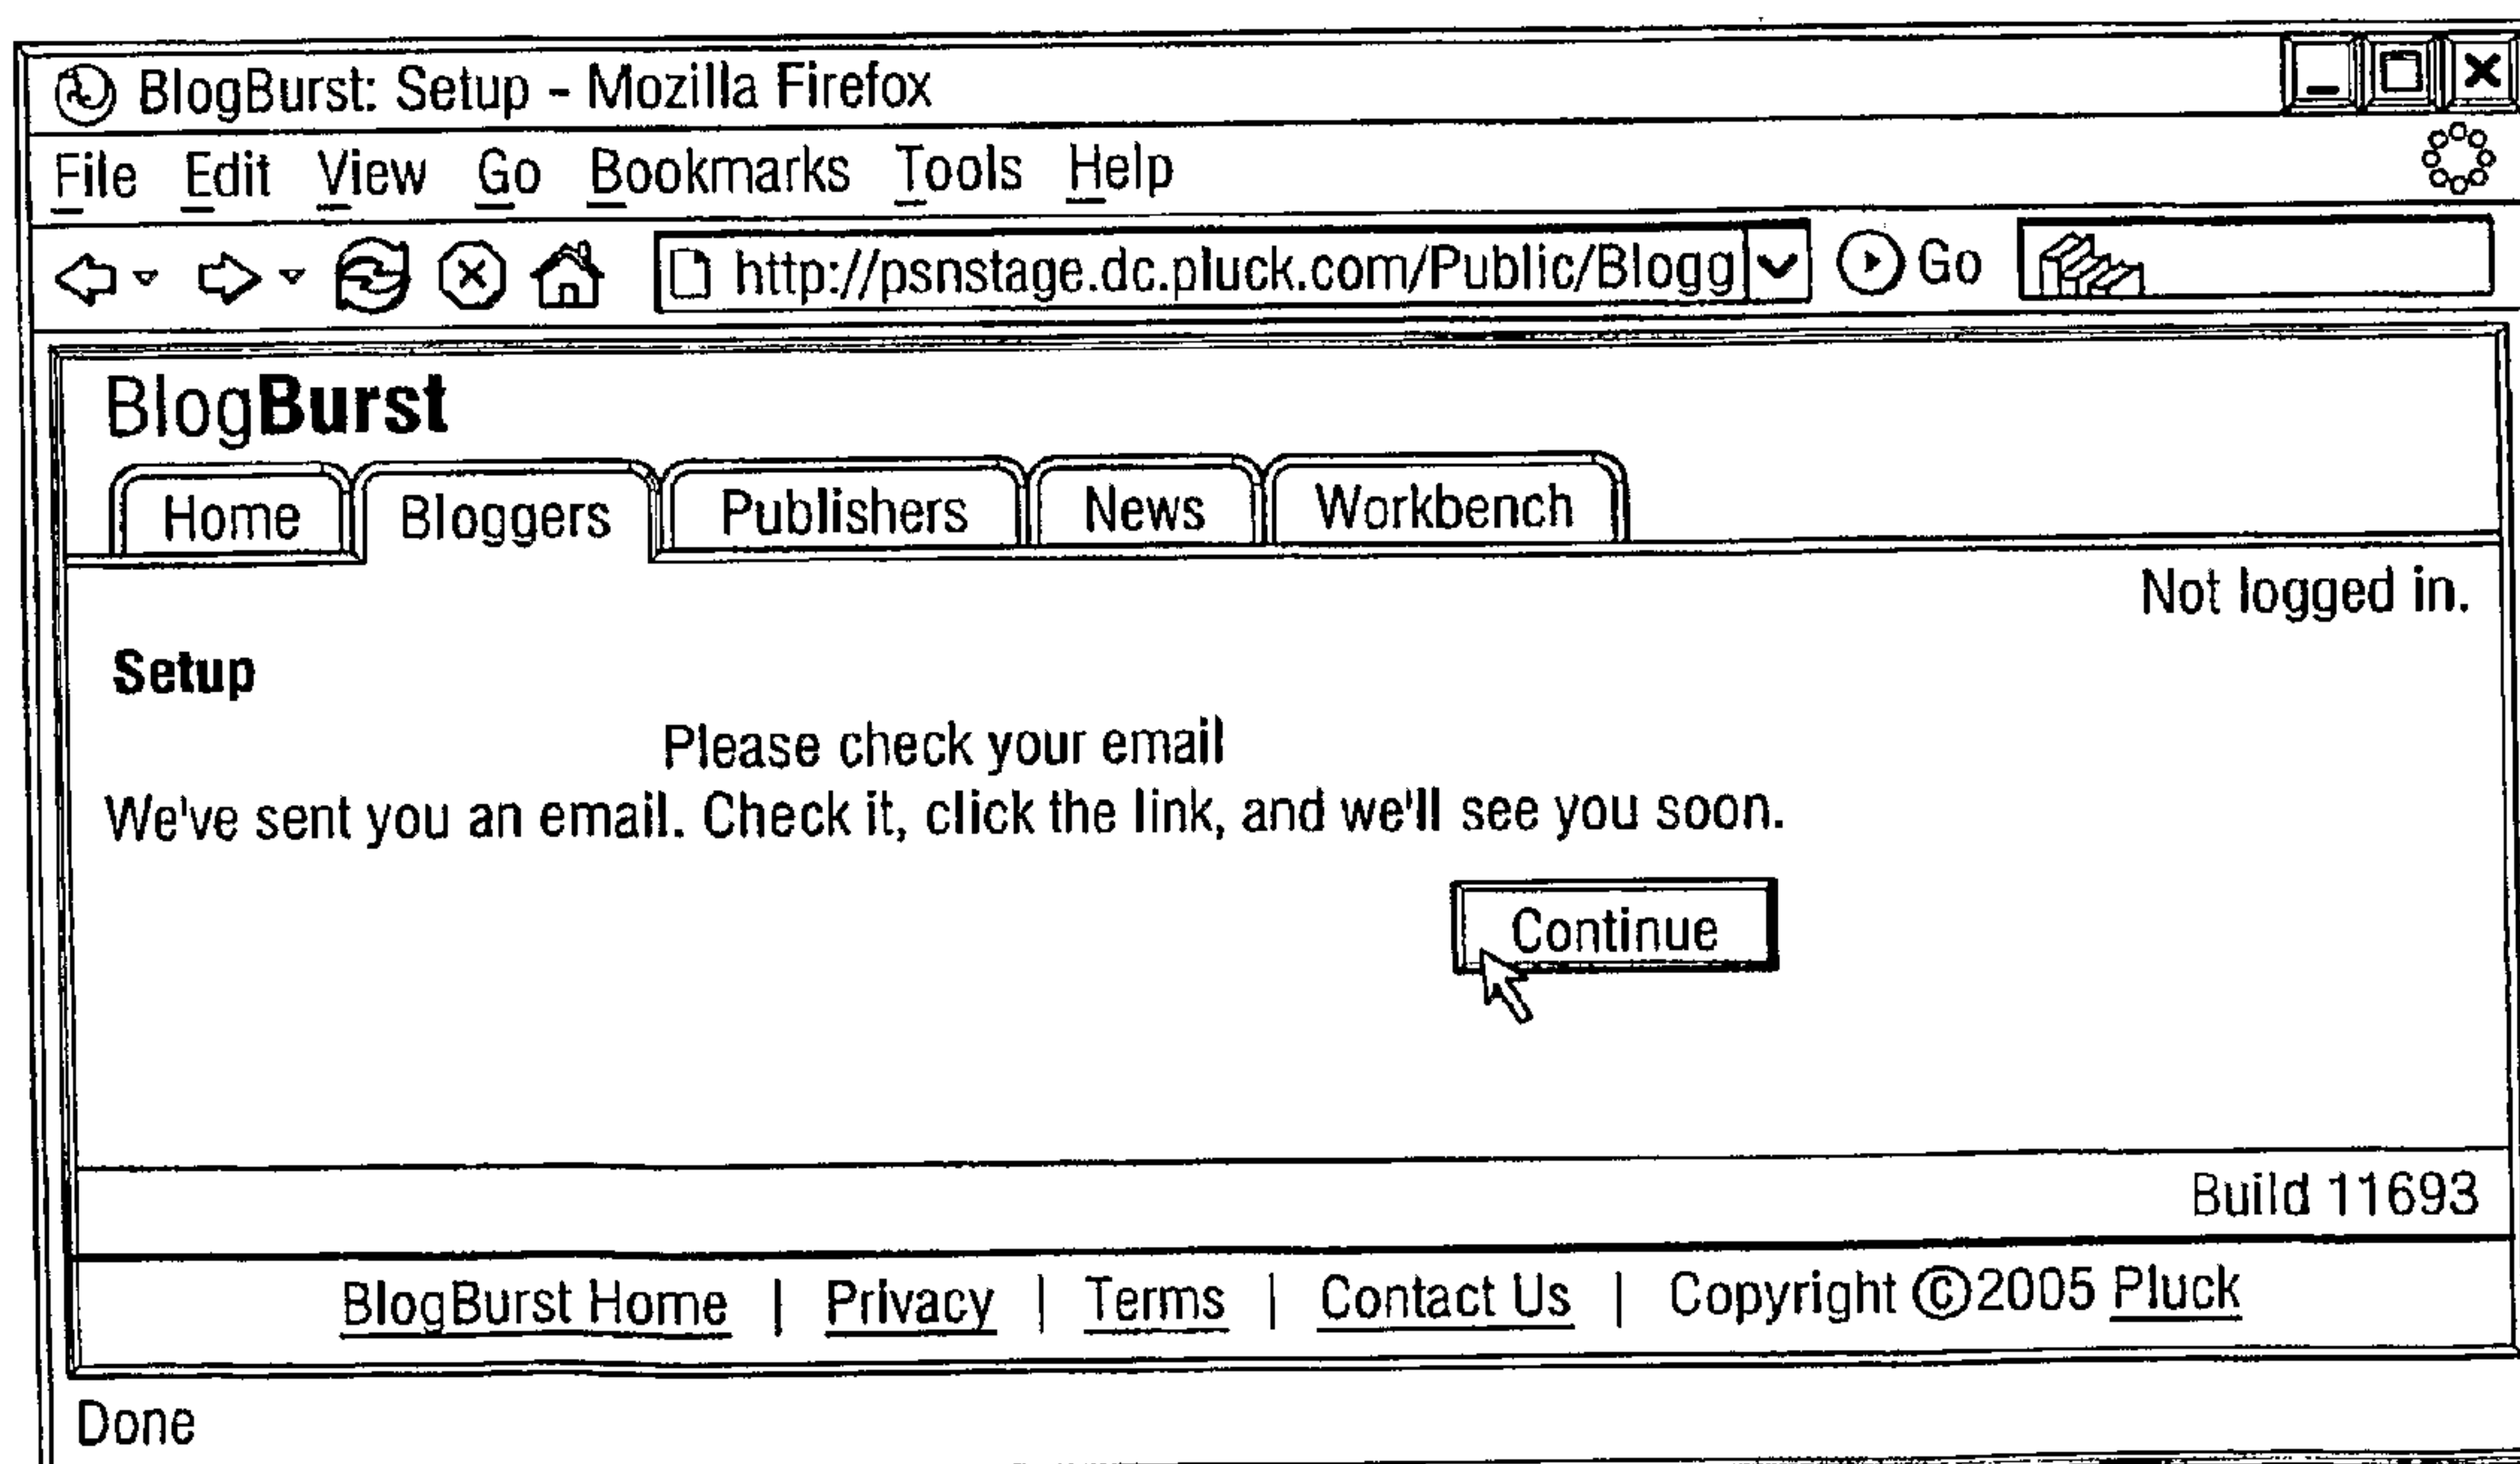 BlogBurst: Setup - Mozilla Firefox
File Edit View Go Bookmarks Tools Help
http://psnstage.dc.pluck.com/Public/Blogg Go
BlogBurst
Home Bloggers Publishers News Workbench
Not logged in.
Setup
Please check your email
We've sent you an email. Check it, click the link, and we'll see you soon.
Continue
Build 11693
BlogBurst Home | Privacy | Terms | Contact Us | Copyright ©2005 Pluck
Done